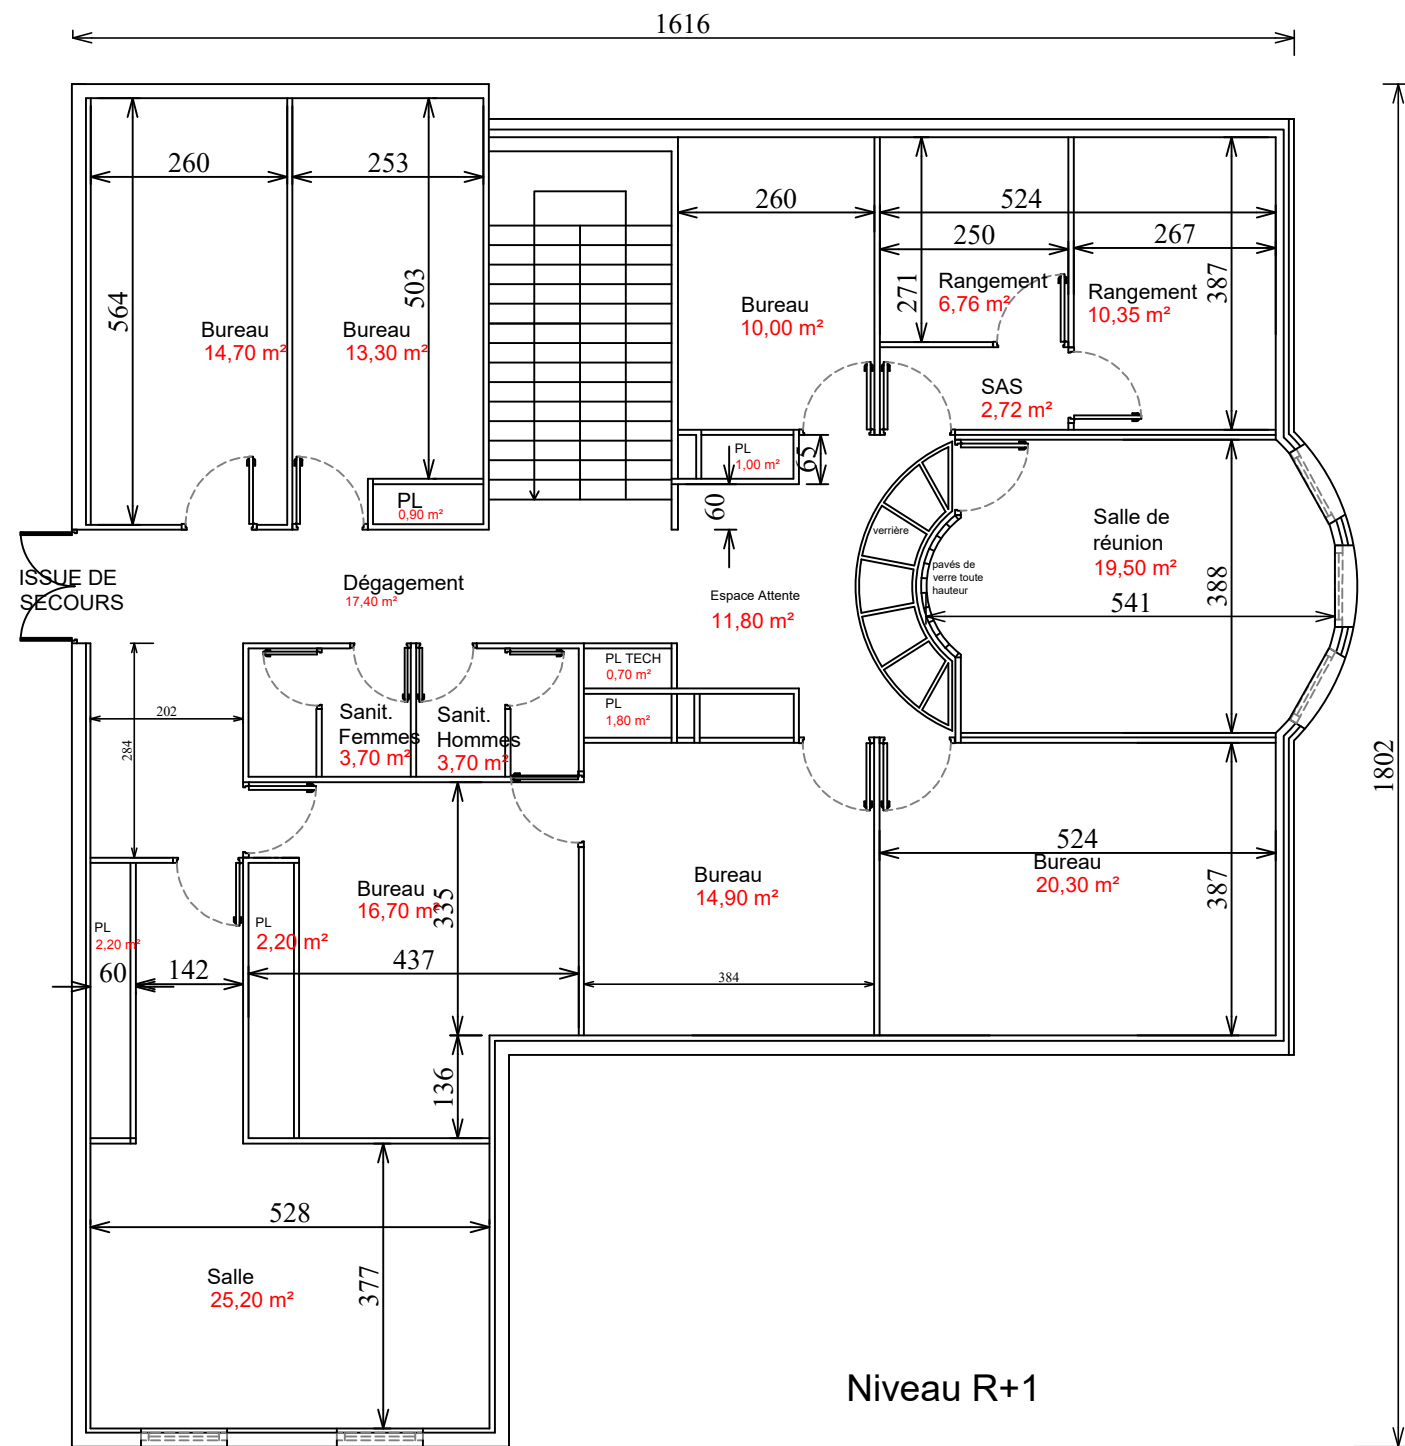 1616
260
253
260
524
250
267
564
503
271
387
Bureau
14,70 m²
Bureau
13,30 m²
Bureau
10,00 m²
Rangement
6,76 m²
Rangement
10,35 m²
SAS
2,72 m²
PL
1,00 m²
65
60
PL
0,90 m²
verrière
pavés de
verre toute
hauteur
Salle de
réunion
19,50 m²
388
541
ISSUE DE
SECOURS
Dégagement
17,40 m²
Espace Attente
11,80 m²
PL TECH
0,70 m²
PL
1,80 m²
202
284
Sanit.
Femmes
3,70 m²
Sanit.
Hommes
3,70 m²
1802
Bureau
16,70 m²
335
Bureau
14,90 m²
524
Bureau
20,30 m²
387
PL
2,20 m²
PL
2,20 m²
60
142
437
384
136
528
377
Salle
25,20 m²
Niveau R+1